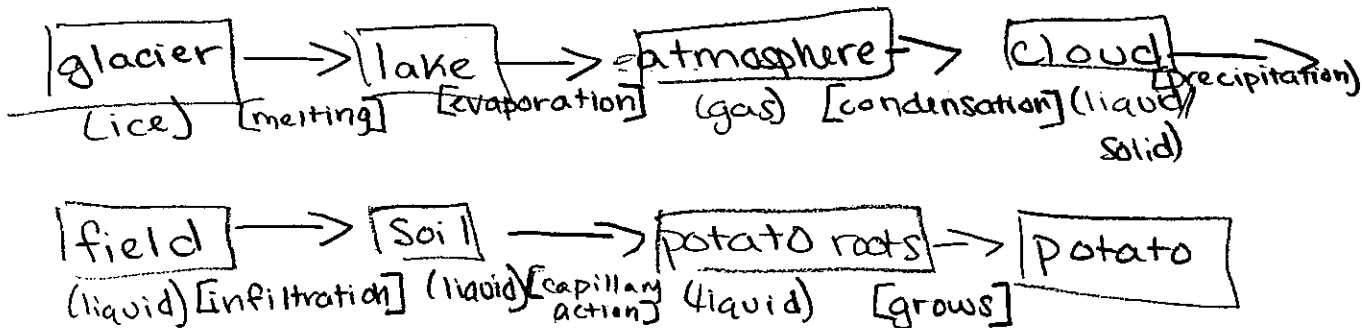 glacier lake atmosphere cloud
(ice) [melting] [evaporation] (gas) [condensation] (liquid/ [precipitation)
solid)
field soil potato roots potato
(liquid) [infiltration] (liquid) [capillary (liquid) [grows]
action]